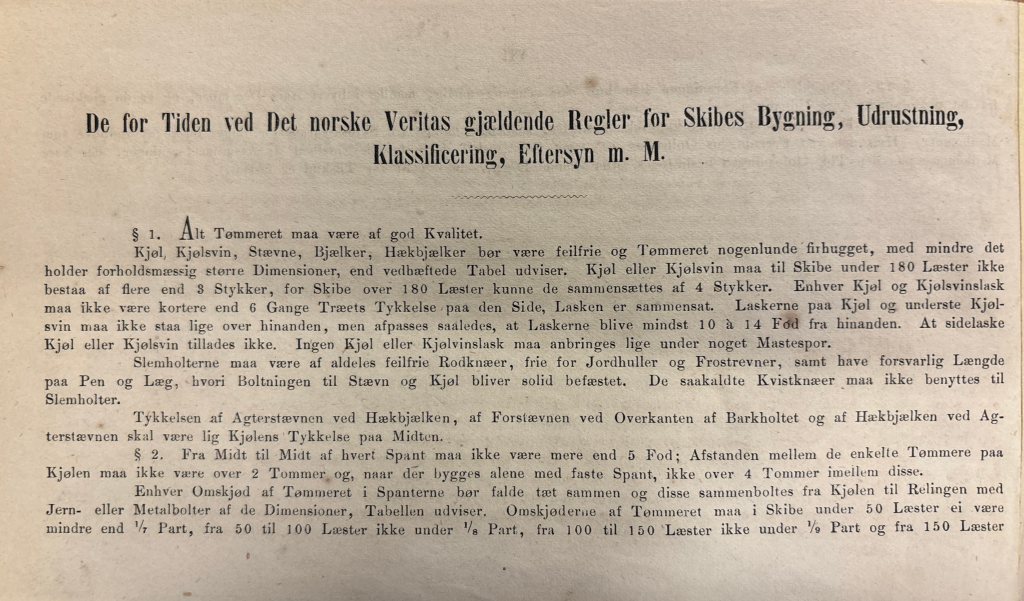 De for Tiden ved Det norske Veritas gjældende Regler for Skibes Bygning, Udrustning,
Klassificering, Eftersyn m. M.
§ 1. Alt Tømmeret maa være af god Kvalitet.
Kjøl, Kjølsvin, Stævne, Bjælker, Hækbjælker bør være feilfrie og Tømmeret nogenlunde firhugget, med mindre det
holder forholdsmæssig større Dimensioner, end vedhæftede Tabel udviser. Kjøl eller Kjølsvin maa til Skibe under 180 Læster ikke
bestaa af flere end 3 Stykker, for Skibe over 180 Læster kunne de sammensættes af 4 Stykker. Enhver Kjøl og Kjølsvinslask
maa ikke være kortere end 6 Gange Træets Tykkelse paa den Side, Lasken er sammensat. Laskerne paa Kjøl og underste Kjøl-
svin maa ikke staa lige over hinanden, men afpasses saaledes, at Laskerne blive mindst 10 à 14 Fod fra hinanden. At sidelaske
Kjøl eller Kjølsvin tillades ikke. Ingen Kjøl eller Kjølvinslask maa anbringes lige under noget Mastespor.
Slemholterne maa være af aldeles feilfrie Rodknæer, frie for Jordhuller og Frostrevner, samt have forsvarlig Længde
paa Pen og Læg, hvori Boltningen til Stævn og Kjøl bliver solid befæstet. De saakaldte Kvistknæer maa ikke benyttes til
Slemholter.
Tykkelsen af Agterstævnen ved Hækbjælken, af Forstævnen ved Overkanten af Barkholtet og af Hækbjælken ved Ag-
terstævnen skal være lig Kjølens Tykkelse paa Midten.
§ 2. Fra Midt til Midt af hvert Spant maa ikke være mere end 5 Fod; Afstanden mellem de enkelte Tømmere paa
Kjølen maa ikke være over 2 Tommer og, naar der bygges alene med faste Spant, ikke over 4 Tommer imellem disse.
Enhver Omskjød af Tømmeret i Spanterne bør falde tæt sammen og disse sammenboltes fra Kjølen til Relingen med
Jern- eller Metalbolter af de Dimensioner, Tabellen udviser. Omskjøderne af Tømmeret maa i Skibe under 50 Læster ei være
mindre end 1/7 Part, fra 50 til 100 Læster ikke under 1/8 Part, fra 100 til 150 Læster ikke under 1/9 Part og fra 150 Læster